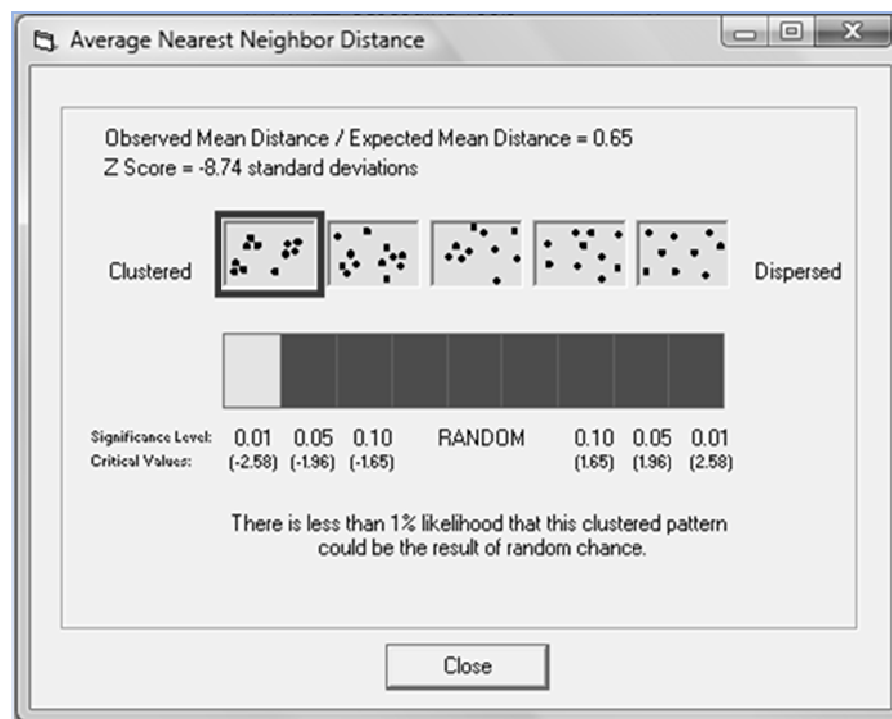 Average Nearest Neighbor Distance
Observed Mean Distance / Expected Mean Distance = 0.65
Z Score = -8.74 standard deviations
Clustered
Dispersed
Significance Level: 0.01 0.05 0.10 RANDOM 0.10 0.05 0.01
Critical Values: (-2.58) (-1.96) (-1.65) (1.65) (1.96) (2.58)
There is less than 1% likelihood that this clustered pattern
could be the result of random chance.
Close